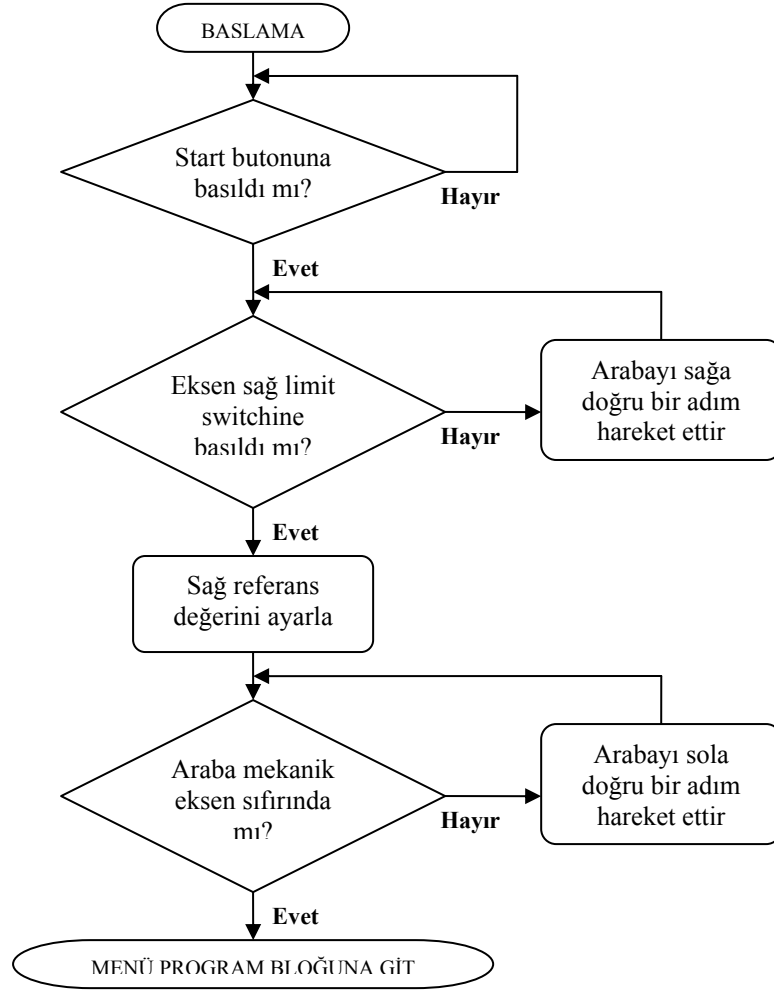 BASLAMA
Start butonuna
basıldı mı?
Hayır
Evet
Eksen sağ limit
switchine
basıldı mı?
Hayır
Arabayı sağa
doğru bir adım
hareket ettir
Evet
Sağ referans
değerini ayarla
Araba mekanik
eksen sıfırında
mı?
Hayır
Arabayı sola
doğru bir adım
hareket ettir
Evet
MENÜ PROGRAM BLOĞUNA GİT